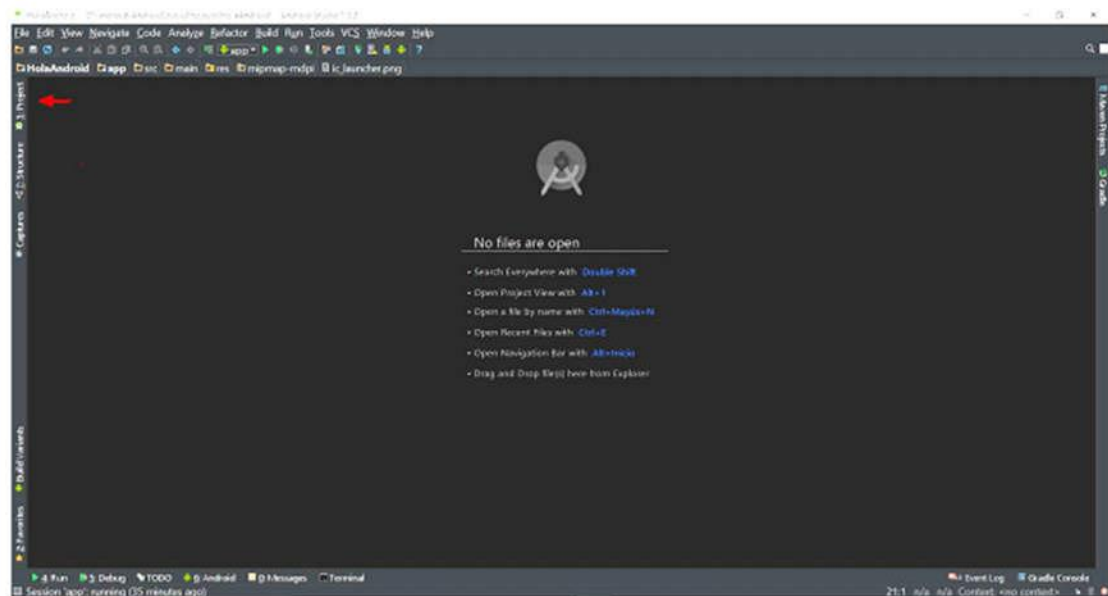 File Edit View Navigate Code Analyze Refactor Build Run Tools VCS Window Help
app
HolaAndroid app src main res mipmap-mdpi ic_launcher.png
1: Project
7: Structure
Captures
Build Variants
2: Favorites
Maven Projects
Gradle
No files are open
• Search Everywhere with Double Shift
• Open Project View with Alt+1
• Open a file by name with Ctrl+Mayús+N
• Open Recent Files with Ctrl+E
• Open Navigation Bar with Alt+Inicio
• Drag and Drop file(s) here from Explorer
4: Run 5: Debug TODO 6: Android 0: Messages Terminal Event Log Gradle Console
Session 'app': running (35 minutes ago) 21:1 n/a n/a Context: <no context>